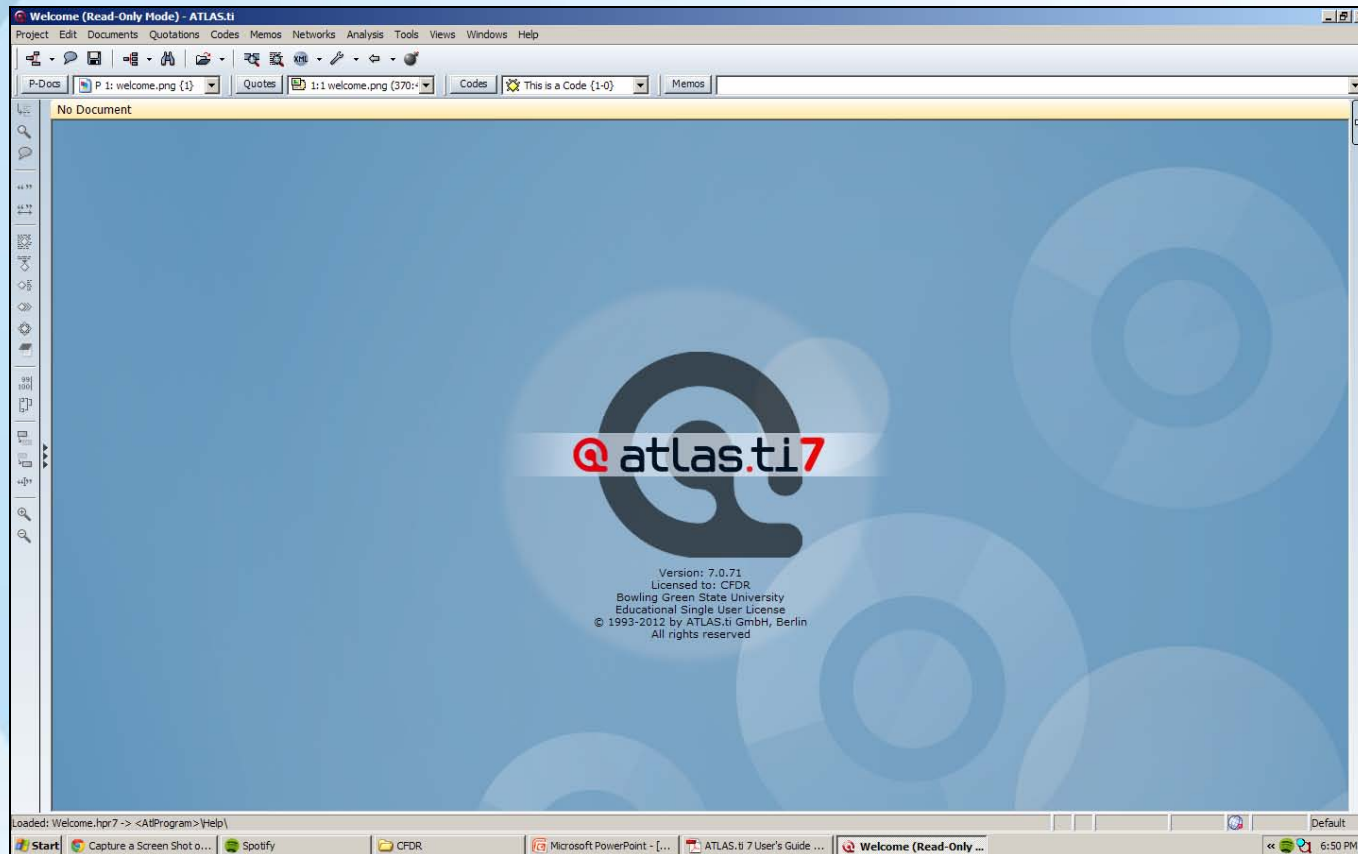 Welcome (Read-Only Mode) - ATLAS.ti
Project Edit Documents Quotations Codes Memos Networks Analysis Tools Views Windows Help
XML
P-Docs P 1: welcome.png {1} Quotes 1:1 welcome.png (370: Codes This is a Code {1-0} Memos
No Document
atlas.ti7
Version: 7.0.71
Licensed to: CFDR
Bowling Green State University
Educational Single User License
© 1993-2012 by ATLAS.ti GmbH, Berlin
All rights reserved
Loaded: Welcome.hpr7 -> <AtlProgram>\Help\ Default
Start Capture a Screen Shot o... Spotify CFDR Microsoft PowerPoint - [... ATLAS.ti 7 User's Guide ... Welcome (Read-Only ... « 6:50 PM